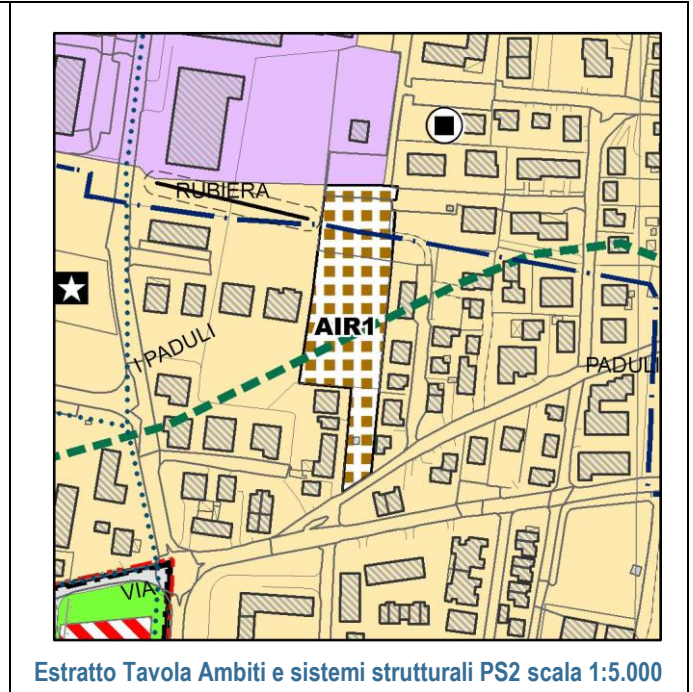 RUBIERA
AIR1
I PADULI
PADULI
VIA
Estratto Tavola Ambiti e sistemi strutturali PS2 scala 1:5.000